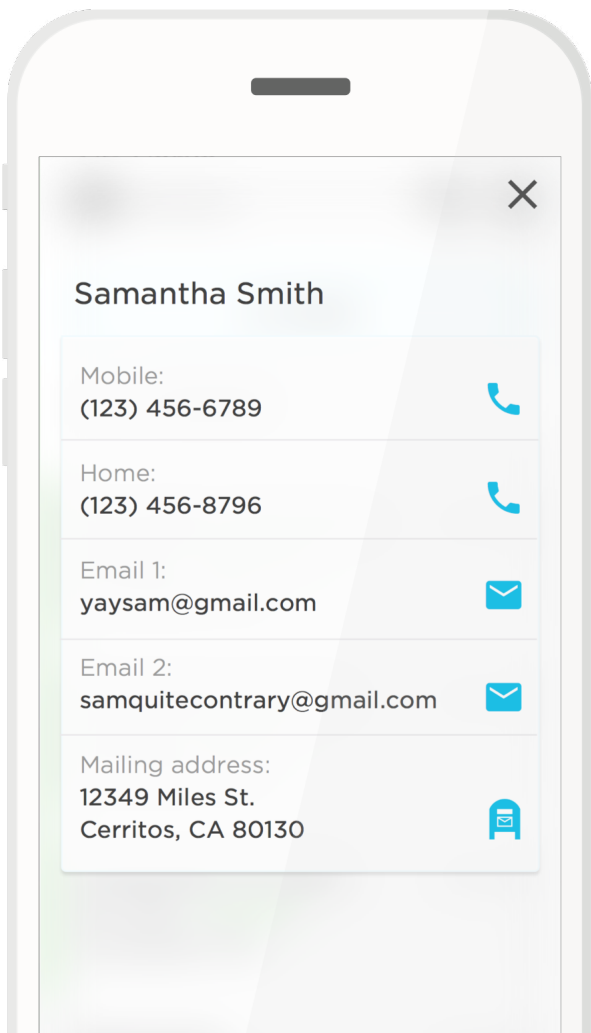 Samantha Smith
Mobile:
(123) 456-6789
Home:
(123) 456-8796
Email 1:
yaysam@gmail.com
Email 2:
samquitecontrary@gmail.com
Mailing address:
12349 Miles St.
Cerritos, CA 80130